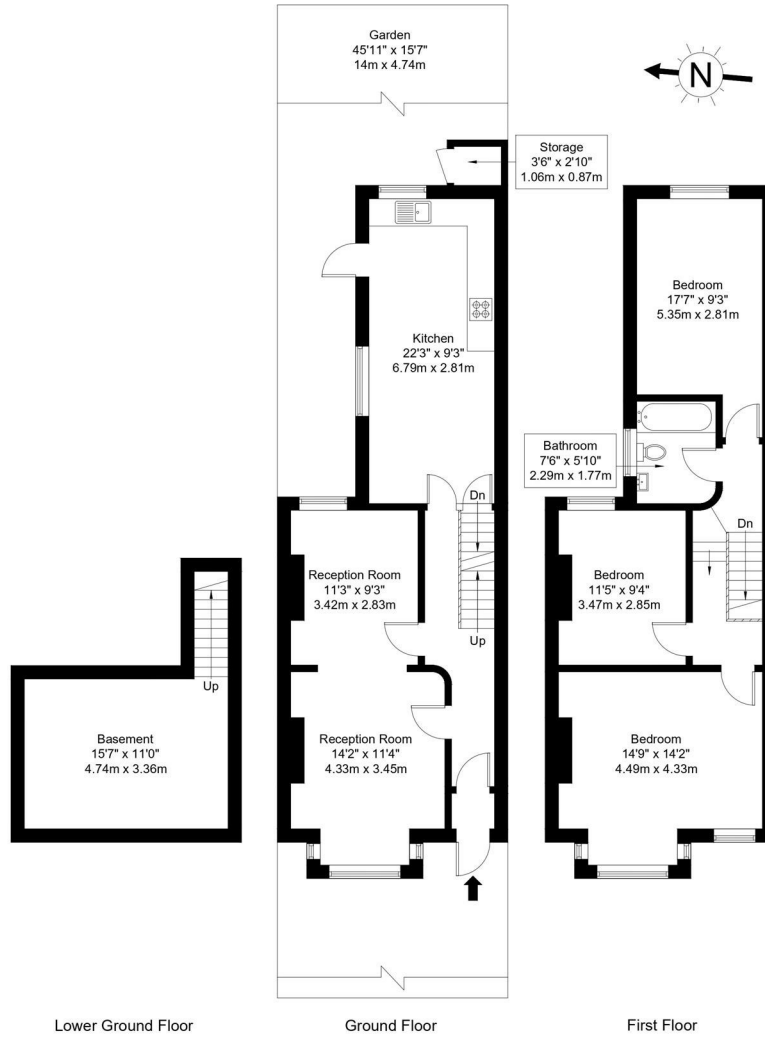 Garden
45'11" x 15'7"
14m x 4.74m
N
Storage
3'6" x 2'10"
1.06m x 0.87m
Kitchen
22'3" x 9'3"
6.79m x 2.81m
Bedroom
17'7" x 9'3"
5.35m x 2.81m
Bathroom
7'6" x 5'10"
2.29m x 1.77m
Dn
Up
Reception Room
11'3" x 9'3"
3.42m x 2.83m
Bedroom
11'5" x 9'4"
3.47m x 2.85m
Dn
Up
Basement
15'7" x 11'0"
4.74m x 3.36m
Reception Room
14'2" x 11'4"
4.33m x 3.45m
Bedroom
14'9" x 14'2"
4.49m x 4.33m
Lower Ground Floor
Ground Floor
First Floor